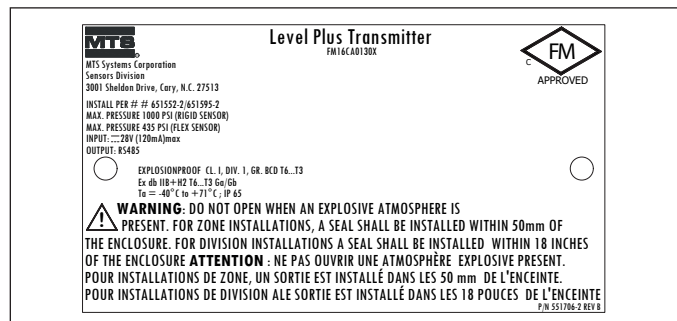 MTS
Level Plus Transmitter
FM16CA0130X
C FM
APPROVED
MTS Systems Corporation
Sensors Division
3001 Sheldon Drive, Cary, N.C. 27513
INSTALL PER # # 651552-2/651595-2
MAX. PRESSURE 1000 PSI (RIGID SENSOR)
MAX. PRESSURE 435 PSI (FLEX SENSOR)
INPUT: ⎓28V (120mA)max
OUTPUT: RS485
EXPLOSIONPROOF CL. I, DIV. 1, GR. BCD T6...T3
Ex db IIB+H2 T6...T3 Ga/Gb
Ta = -40°C to +71°C ; IP 65
WARNING: DO NOT OPEN WHEN AN EXPLOSIVE ATMOSPHERE IS
PRESENT. FOR ZONE INSTALLATIONS, A SEAL SHALL BE INSTALLED WITHIN 50mm OF
THE ENCLOSURE. FOR DIVISION INSTALLATIONS A SEAL SHALL BE INSTALLED WITHIN 18 INCHES
OF THE ENCLOSURE ATTENTION : NE PAS OUVRIR UNE ATMOSPHÈRE EXPLOSIVE PRESENT.
POUR INSTALLATIONS DE ZONE, UN SORTIE EST INSTALLÉ DANS LES 50 mm DE L'ENCEINTE.
POUR INSTALLATIONS DE DIVISION ALE SORTIE EST INSTALLÉ DANS LES 18 POUCES DE L'ENCEINTE
P/N 551706-2 REV B